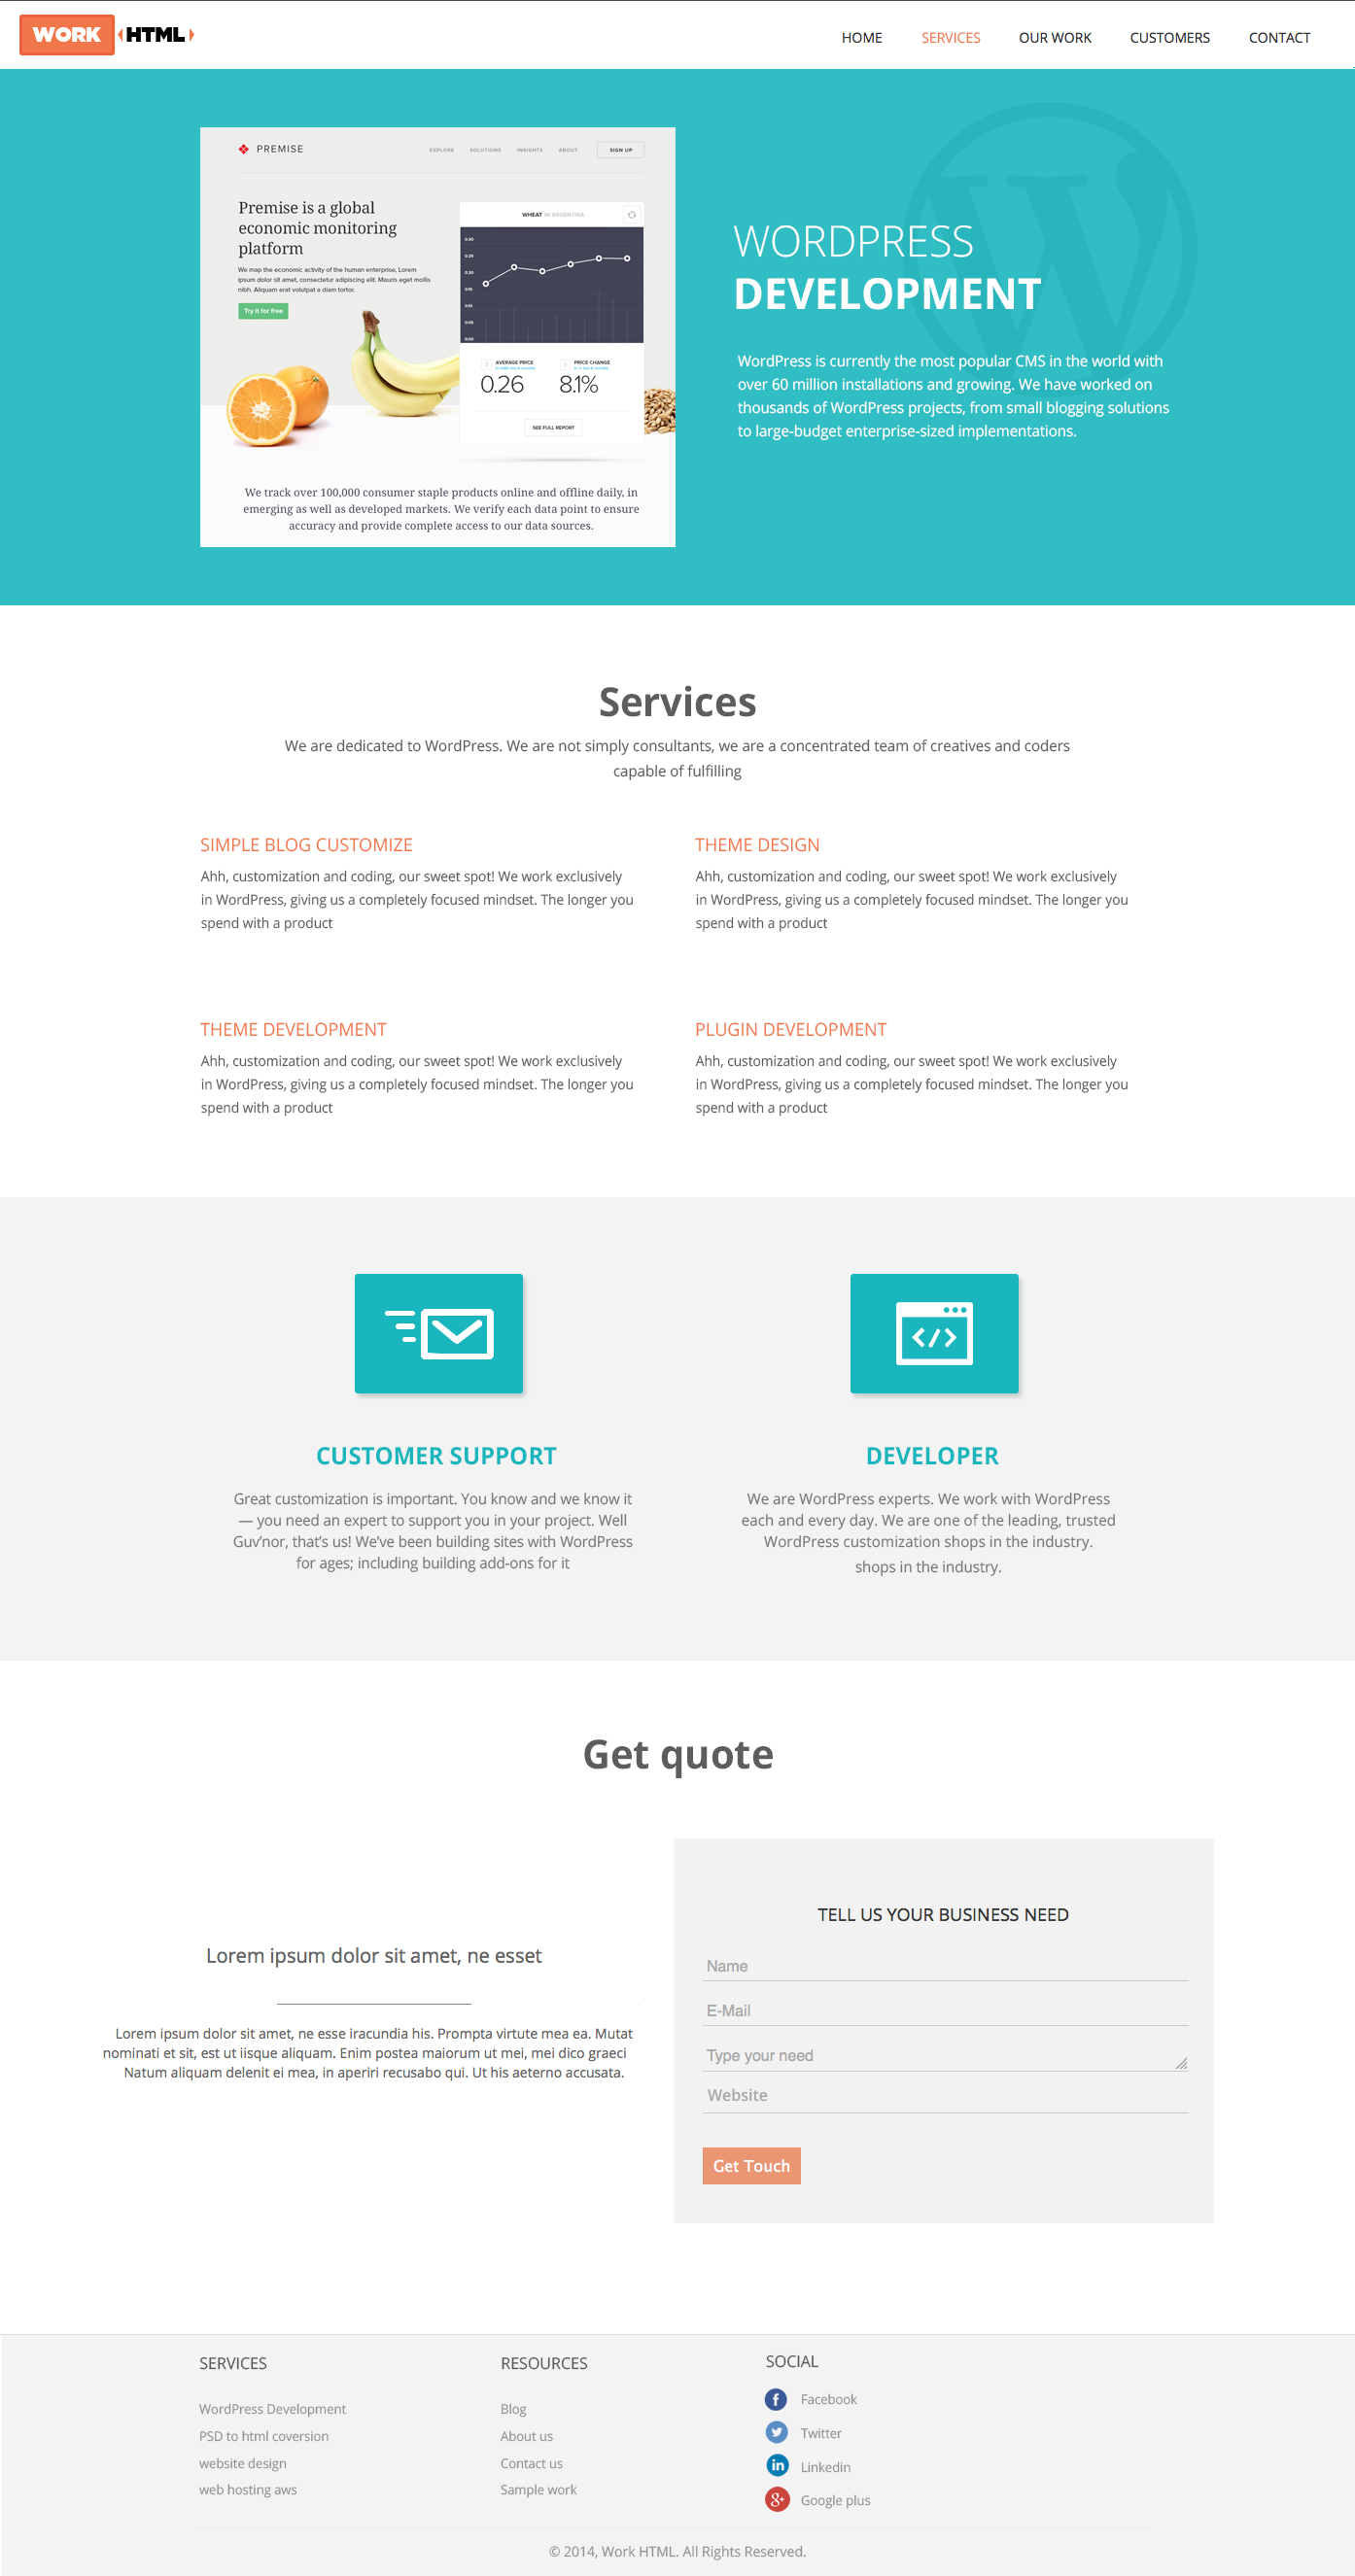 WORK HTML
HOME SERVICES OUR WORK CUSTOMERS CONTACT
PREMISE
EXPLORE SOLUTIONS INSIGHTS ABOUT SIGN UP
Premise is a global
economic monitoring
platform
We map the economic activity of the human enterprise, Lorem
ipsum dolor sit amet, consectetur adipiscing elit. Mauris eget mollis
nibh. Aliquam erat volutpat a diam tortor.
Try it for free
WHEAT IN ARGENTINA
0.30
0.25
0.20
0.15
0.10
0.05
0.00
AVERAGE PRICE
0.26
PRICE CHANGE
8.1%
SEE FULL REPORT
We track over 100,000 consumer staple products online and offline daily, in
emerging as well as developed markets. We verify each data point to ensure
accuracy and provide complete access to our data sources.
WORDPRESS
DEVELOPMENT
WordPress is currently the most popular CMS in the world with
over 60 million installations and growing. We have worked on
thousands of WordPress projects, from small blogging solutions
to large-budget enterprise-sized implementations.
Services
We are dedicated to WordPress. We are not simply consultants, we are a concentrated team of creatives and coders
capable of fulfilling
SIMPLE BLOG CUSTOMIZE
Ahh, customization and coding, our sweet spot! We work exclusively
in WordPress, giving us a completely focused mindset. The longer you
spend with a product
THEME DESIGN
Ahh, customization and coding, our sweet spot! We work exclusively
in WordPress, giving us a completely focused mindset. The longer you
spend with a product
THEME DEVELOPMENT
Ahh, customization and coding, our sweet spot! We work exclusively
in WordPress, giving us a completely focused mindset. The longer you
spend with a product
PLUGIN DEVELOPMENT
Ahh, customization and coding, our sweet spot! We work exclusively
in WordPress, giving us a completely focused mindset. The longer you
spend with a product
CUSTOMER SUPPORT
Great customization is important. You know and we know it
— you need an expert to support you in your project. Well
Guv’nor, that’s us! We’ve been building sites with WordPress
for ages; including building add-ons for it
DEVELOPER
We are WordPress experts. We work with WordPress
each and every day. We are one of the leading, trusted
WordPress customization shops in the industry.
shops in the industry.
Get quote
Lorem ipsum dolor sit amet, ne esset
Lorem ipsum dolor sit amet, ne esse iracundia his. Prompta virtute mea ea. Mutat
nominati et sit, est ut iisque aliquam. Enim postea maiorum ut mei, mei dico graeci
Natum aliquam delenit ei mea, in aperiri recusabo qui. Ut his aeterno accusata.
TELL US YOUR BUSINESS NEED
Name
E-Mail
Type your need
Website
Get Touch
SERVICES
WordPress Development
PSD to html coversion
website design
web hosting aws
RESOURCES
Blog
About us
Contact us
Sample work
SOCIAL
Facebook
Twitter
Linkedin
Google plus
© 2014, Work HTML. All Rights Reserved.